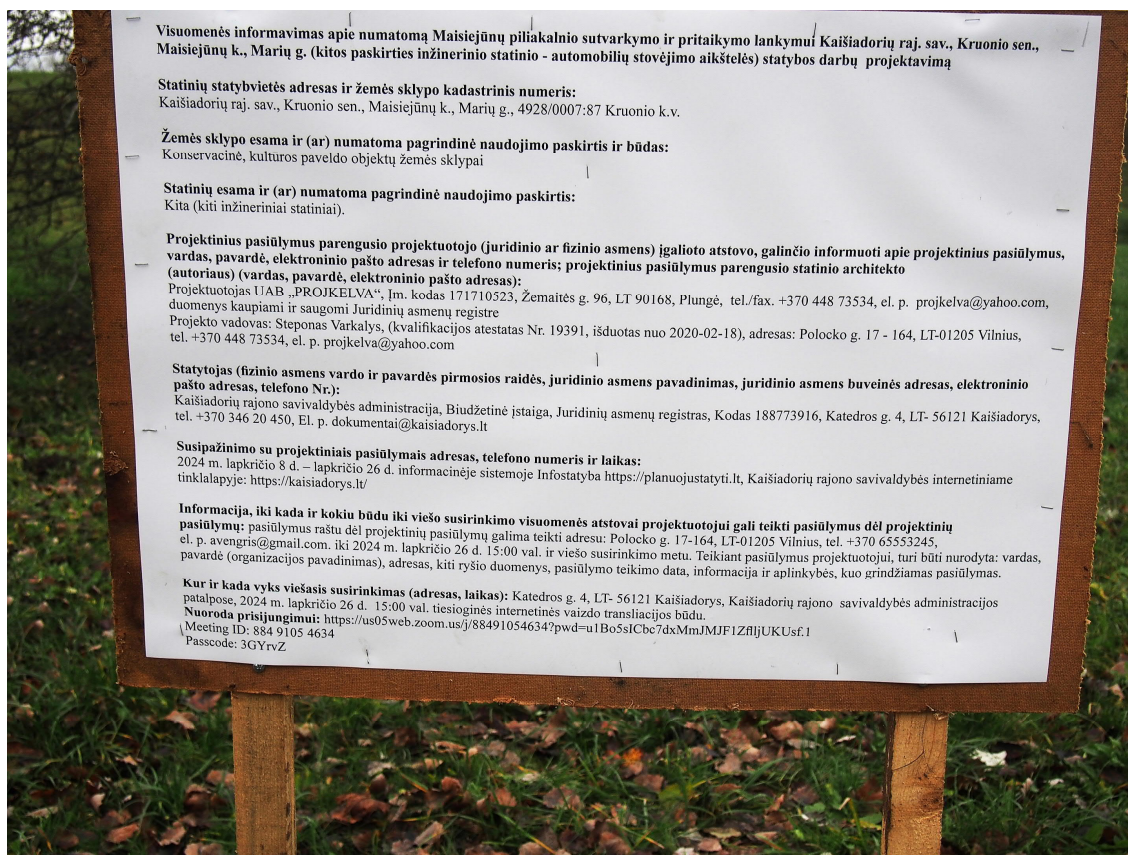 Visuomenės informavimas apie numatomą Maisiejūnų piliakalnio sutvarkymo ir pritaikymo lankymui Kaišiadorių raj. sav., Kruonio sen.,
Maisiejūnų k., Marių g. (kitos paskirties inžinerinio statinio - automobilių stovėjimo aikštelės) statybos darbų projektavimą
Statinių statybvietės adresas ir žemės sklypo kadastrinis numeris:
Kaišiadorių raj. sav., Kruonio sen., Maisiejūnų k., Marių g., 4928/0007:87 Kruonio k.v.
Žemės sklypo esama ir (ar) numatoma pagrindinė naudojimo paskirtis ir būdas:
Konservacinė, kultūros paveldo objektų žemės sklypai
Statinių esama ir (ar) numatoma pagrindinė naudojimo paskirtis:
Kita (kiti inžineriniai statiniai).
Projektinius pasiūlymus parengusio projektuotojo (juridinio ar fizinio asmens) įgalioto atstovo, galinčio informuoti apie projektinius pasiūlymus,
vardas, pavardė, elektroninio pašto adresas ir telefono numeris; projektinius pasiūlymus parengusio statinio architekto
(autoriaus) (vardas, pavardė, elektroninio pašto adresas):
Projektuotojas UAB „PROJKELVA“, Įm. kodas 171710523, Žemaitės g. 96, LT 90168, Plungė, tel./fax. +370 448 73534, el. p. projkelva@yahoo.com,
duomenys kaupiami ir saugomi Juridinių asmenų registre
Projekto vadovas: Steponas Varkalys, (kvalifikacijos atestatas Nr. 19391, išduotas nuo 2020-02-18), adresas: Polocko g. 17 - 164, LT-01205 Vilnius,
tel. +370 448 73534, el. p. projkelva@yahoo.com
Statytojas (fizinio asmens vardo ir pavardės pirmosios raidės, juridinio asmens pavadinimas, juridinio asmens buveinės adresas, elektroninio
pašto adresas, telefono Nr.):
Kaišiadorių rajono savivaldybės administracija, Biudžetinė įstaiga, Juridinių asmenų registras, Kodas 188773916, Katedros g. 4, LT- 56121 Kaišiadorys,
tel. +370 346 20 450, El. p. dokumentai@kaisiadorys.lt
Susipažinimo su projektiniais pasiūlymais adresas, telefono numeris ir laikas:
2024 m. lapkričio 8 d. – lapkričio 26 d. informacinėje sistemoje Infostatyba https://planuojustatyti.lt, Kaišiadorių rajono savivaldybės internetiniame
tinklalapyje: https://kaisiadorys.lt/
Informacija, iki kada ir kokiu būdu iki viešo susirinkimo visuomenės atstovai projektuotojui gali teikti pasiūlymus dėl projektinių
pasiūlymų: pasiūlymus raštu dėl projektinių pasiūlymų galima teikti adresu: Polocko g. 17-164, LT-01205 Vilnius, tel. +370 65553245,
el. p. avengris@gmail.com. iki 2024 m. lapkričio 26 d. 15:00 val. ir viešo susirinkimo metu. Teikiant pasiūlymus projektuotojui, turi būti nurodyta: vardas,
pavardė (organizacijos pavadinimas), adresas, kiti ryšio duomenys, pasiūlymo teikimo data, informacija ir aplinkybės, kuo grindžiamas pasiūlymas.
Kur ir kada vyks viešasis susirinkimas (adresas, laikas): Katedros g. 4, LT- 56121 Kaišiadorys, Kaišiadorių rajono savivaldybės administracijos
patalpose, 2024 m. lapkričio 26 d. 15:00 val. tiesioginės internetinės vaizdo transliacijos būdu.
Nuoroda prisijungimui: https://us05web.zoom.us/j/88491054634?pwd=u1Bo5sICbc7dxMmJMJF1ZflljUKUsf.1
Meeting ID: 884 9105 4634
Passcode: 3GYrvZ